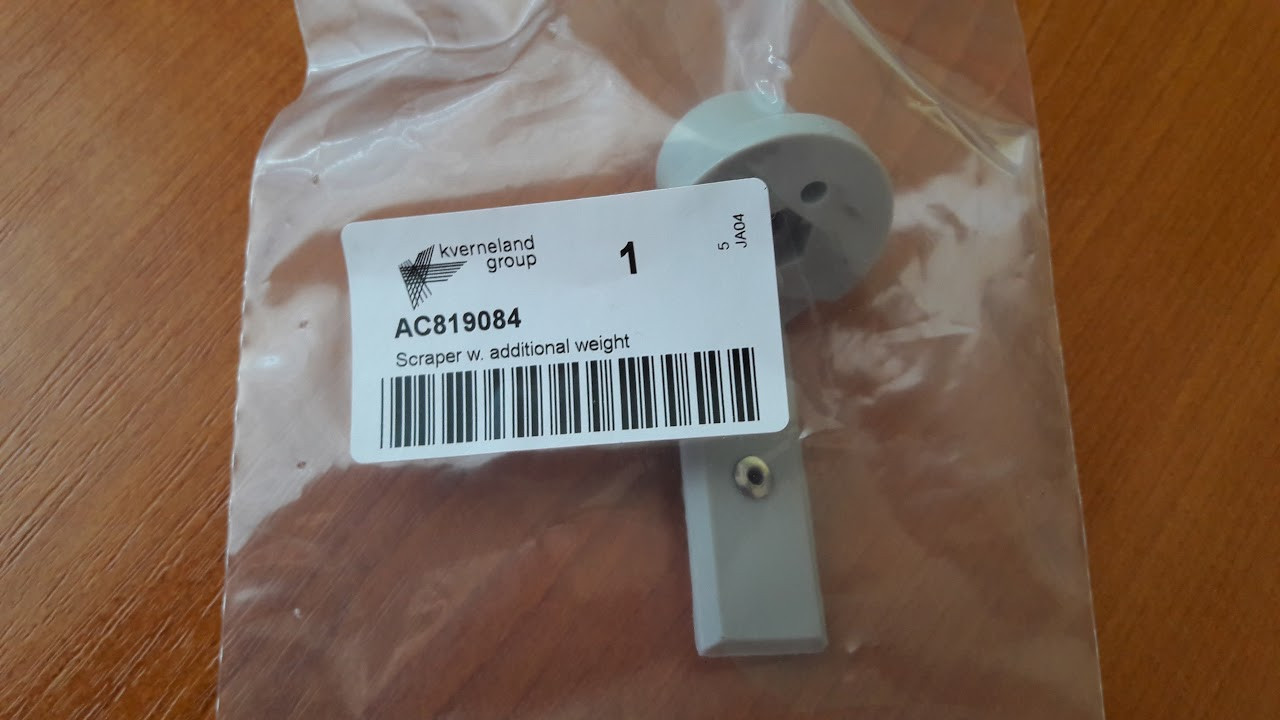 kverneland
group
1
5
JA04
AC819084
Scraper w. additional weight